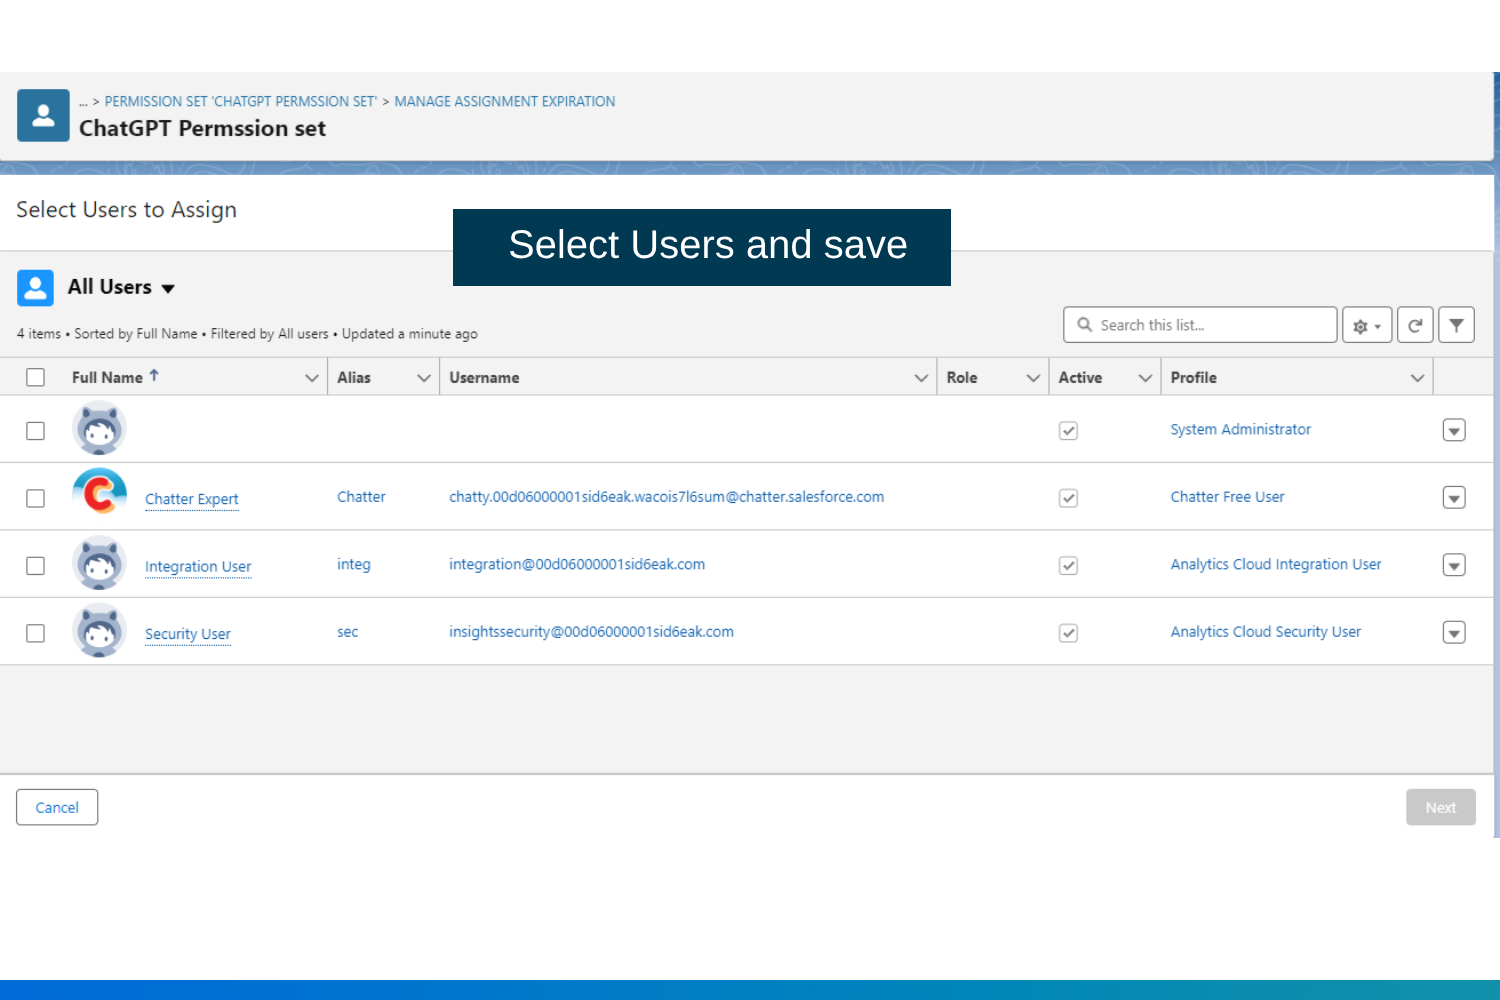 ... > PERMISSION SET 'CHATGPT PERMSSION SET' > MANAGE ASSIGNMENT EXPIRATION
ChatGPT Permssion set
Select Users to Assign
Select Users and save
All Users
4 items • Sorted by Full Name • Filtered by All users • Updated a minute ago
Search this list...
Full Name Alias Username Role Active Profile
System Administrator
Chatter Expert Chatter chatty.00d06000001sid6eak.wacois7l6sum@chatter.salesforce.com Chatter Free User
Integration User integ integration@00d06000001sid6eak.com Analytics Cloud Integration User
Security User sec insightssecurity@00d06000001sid6eak.com Analytics Cloud Security User
Cancel Next